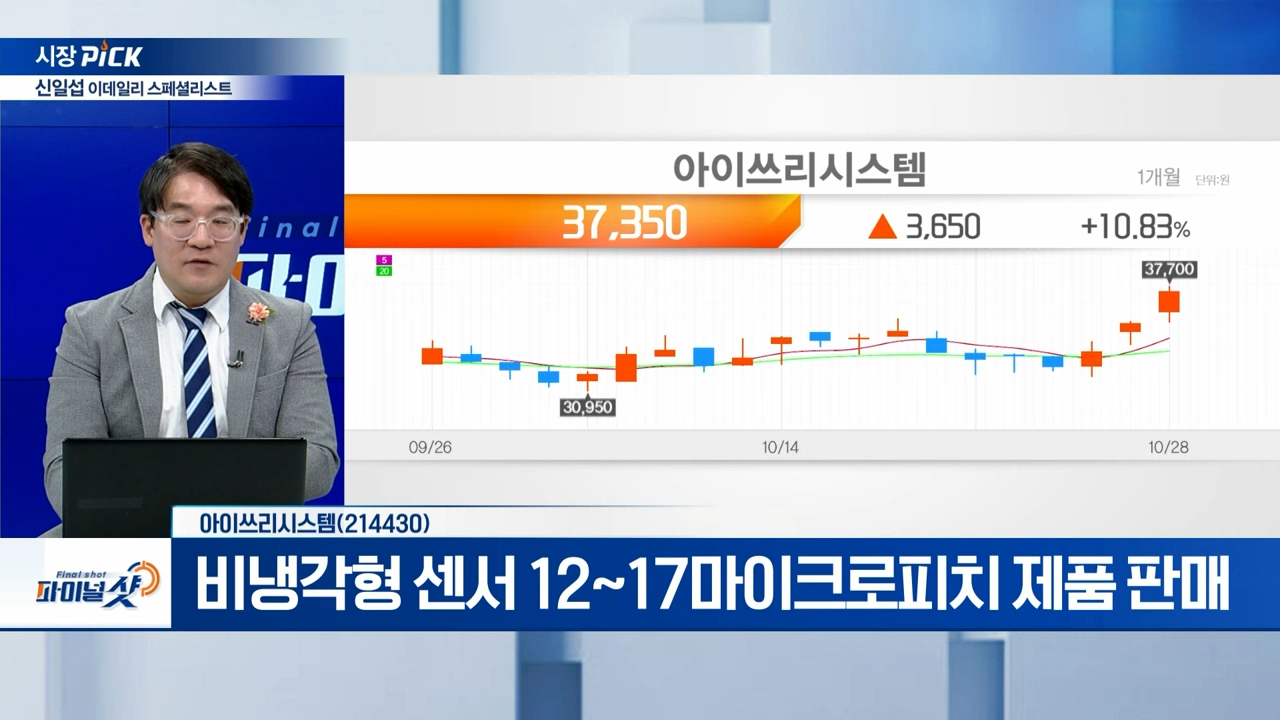 시장 PiCK
신일섭 이데일리 스페셜리스트
아이쓰리시스템
1개월 단위:원
37,350
▲ 3,650
+10.83%
5
20
37,700
30,950
09/26
10/14
10/28
Final
파이
아이쓰리시스템(214430)
Final shot
파이널샷
비냉각형 센서 12~17마이크로피치 제품 판매